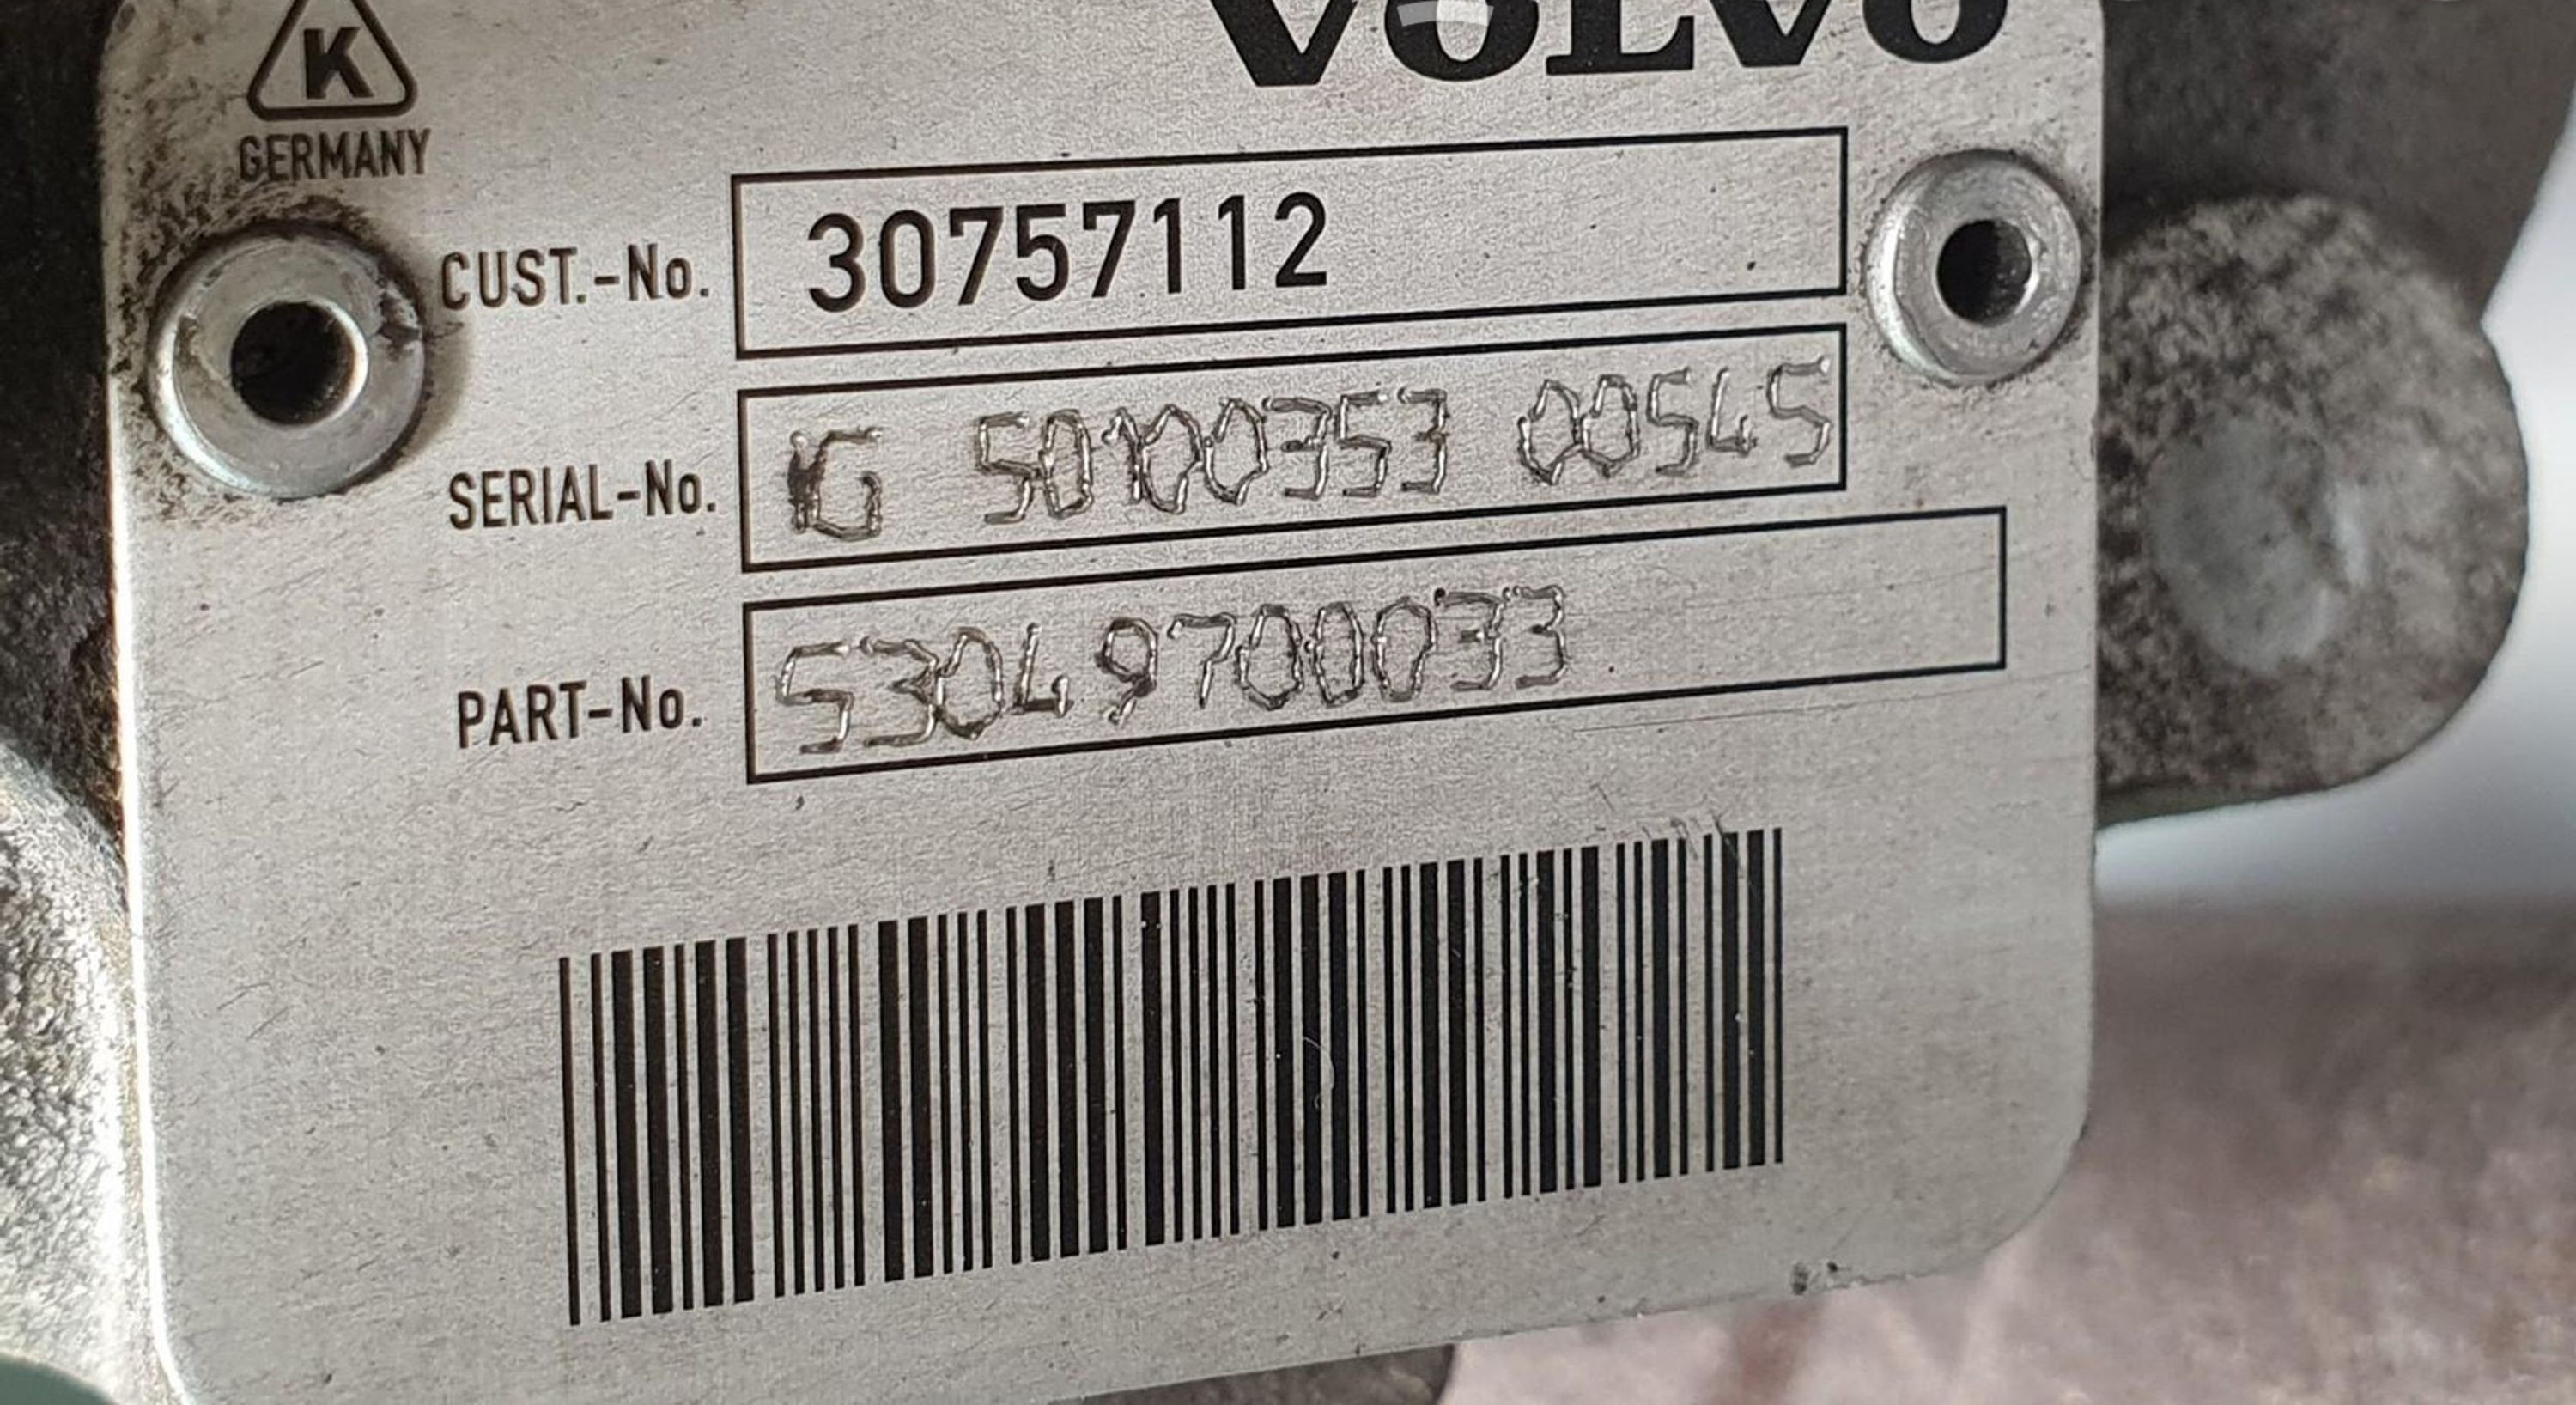 K
VOLVO
GERMANY
CUST.-No. 30757112
SERIAL-No. 50100353 00545
PART-No. 53049700033